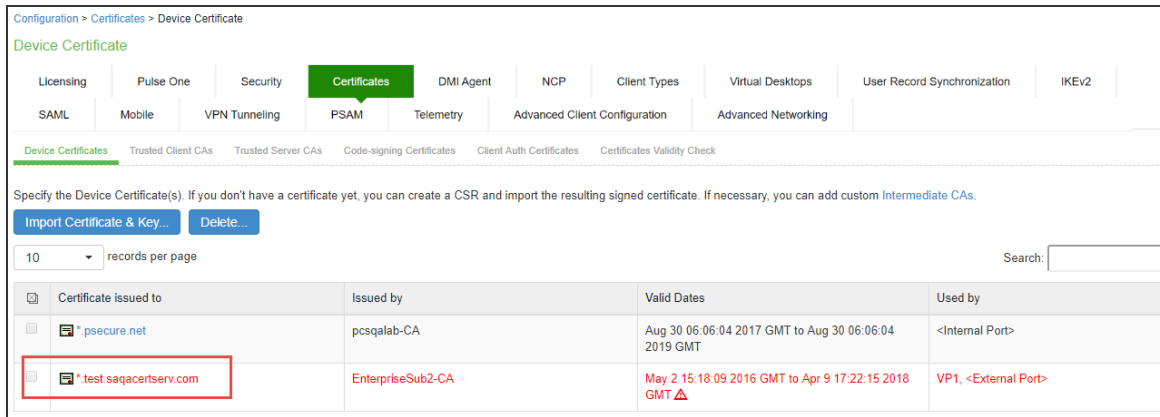 Configuration > Certificates > Device Certificate
Device Certificate
Licensing Pulse One Security Certificates DMI Agent NCP Client Types Virtual Desktops User Record Synchronization IKEv2
SAML Mobile VPN Tunneling PSAM Telemetry Advanced Client Configuration Advanced Networking
Device Certificates Trusted Client CAs Trusted Server CAs Code-signing Certificates Client Auth Certificates Certificates Validity Check
Specify the Device Certificate(s). If you don't have a certificate yet, you can create a CSR and import the resulting signed certificate. If necessary, you can add custom Intermediate CAs.
Import Certificate & Key... Delete...
10 records per page Search:
Certificate issued to Issued by Valid Dates Used by
*.psecure.net pcsqalab-CA Aug 30 06:06:04 2017 GMT to Aug 30 06:06:04 <Internal Port>
2019 GMT
*.test.saqacertserv.com EnterpriseSub2-CA May 2 15:18:09 2016 GMT to Apr 9 17:22:15 2018 VP1, <External Port>
GMT